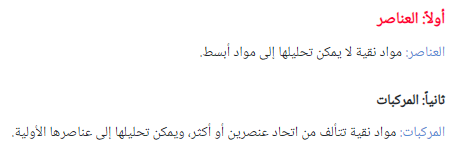 أولاً: العناصر
العناصر: مواد نقية لا يمكن تحليلها إلى مواد أبسط.
ثانياً: المركبات
المركبات: مواد نقية تتألف من اتحاد عنصرين أو أكثر، ويمكن تحليلها إلى عناصرها الأولية.